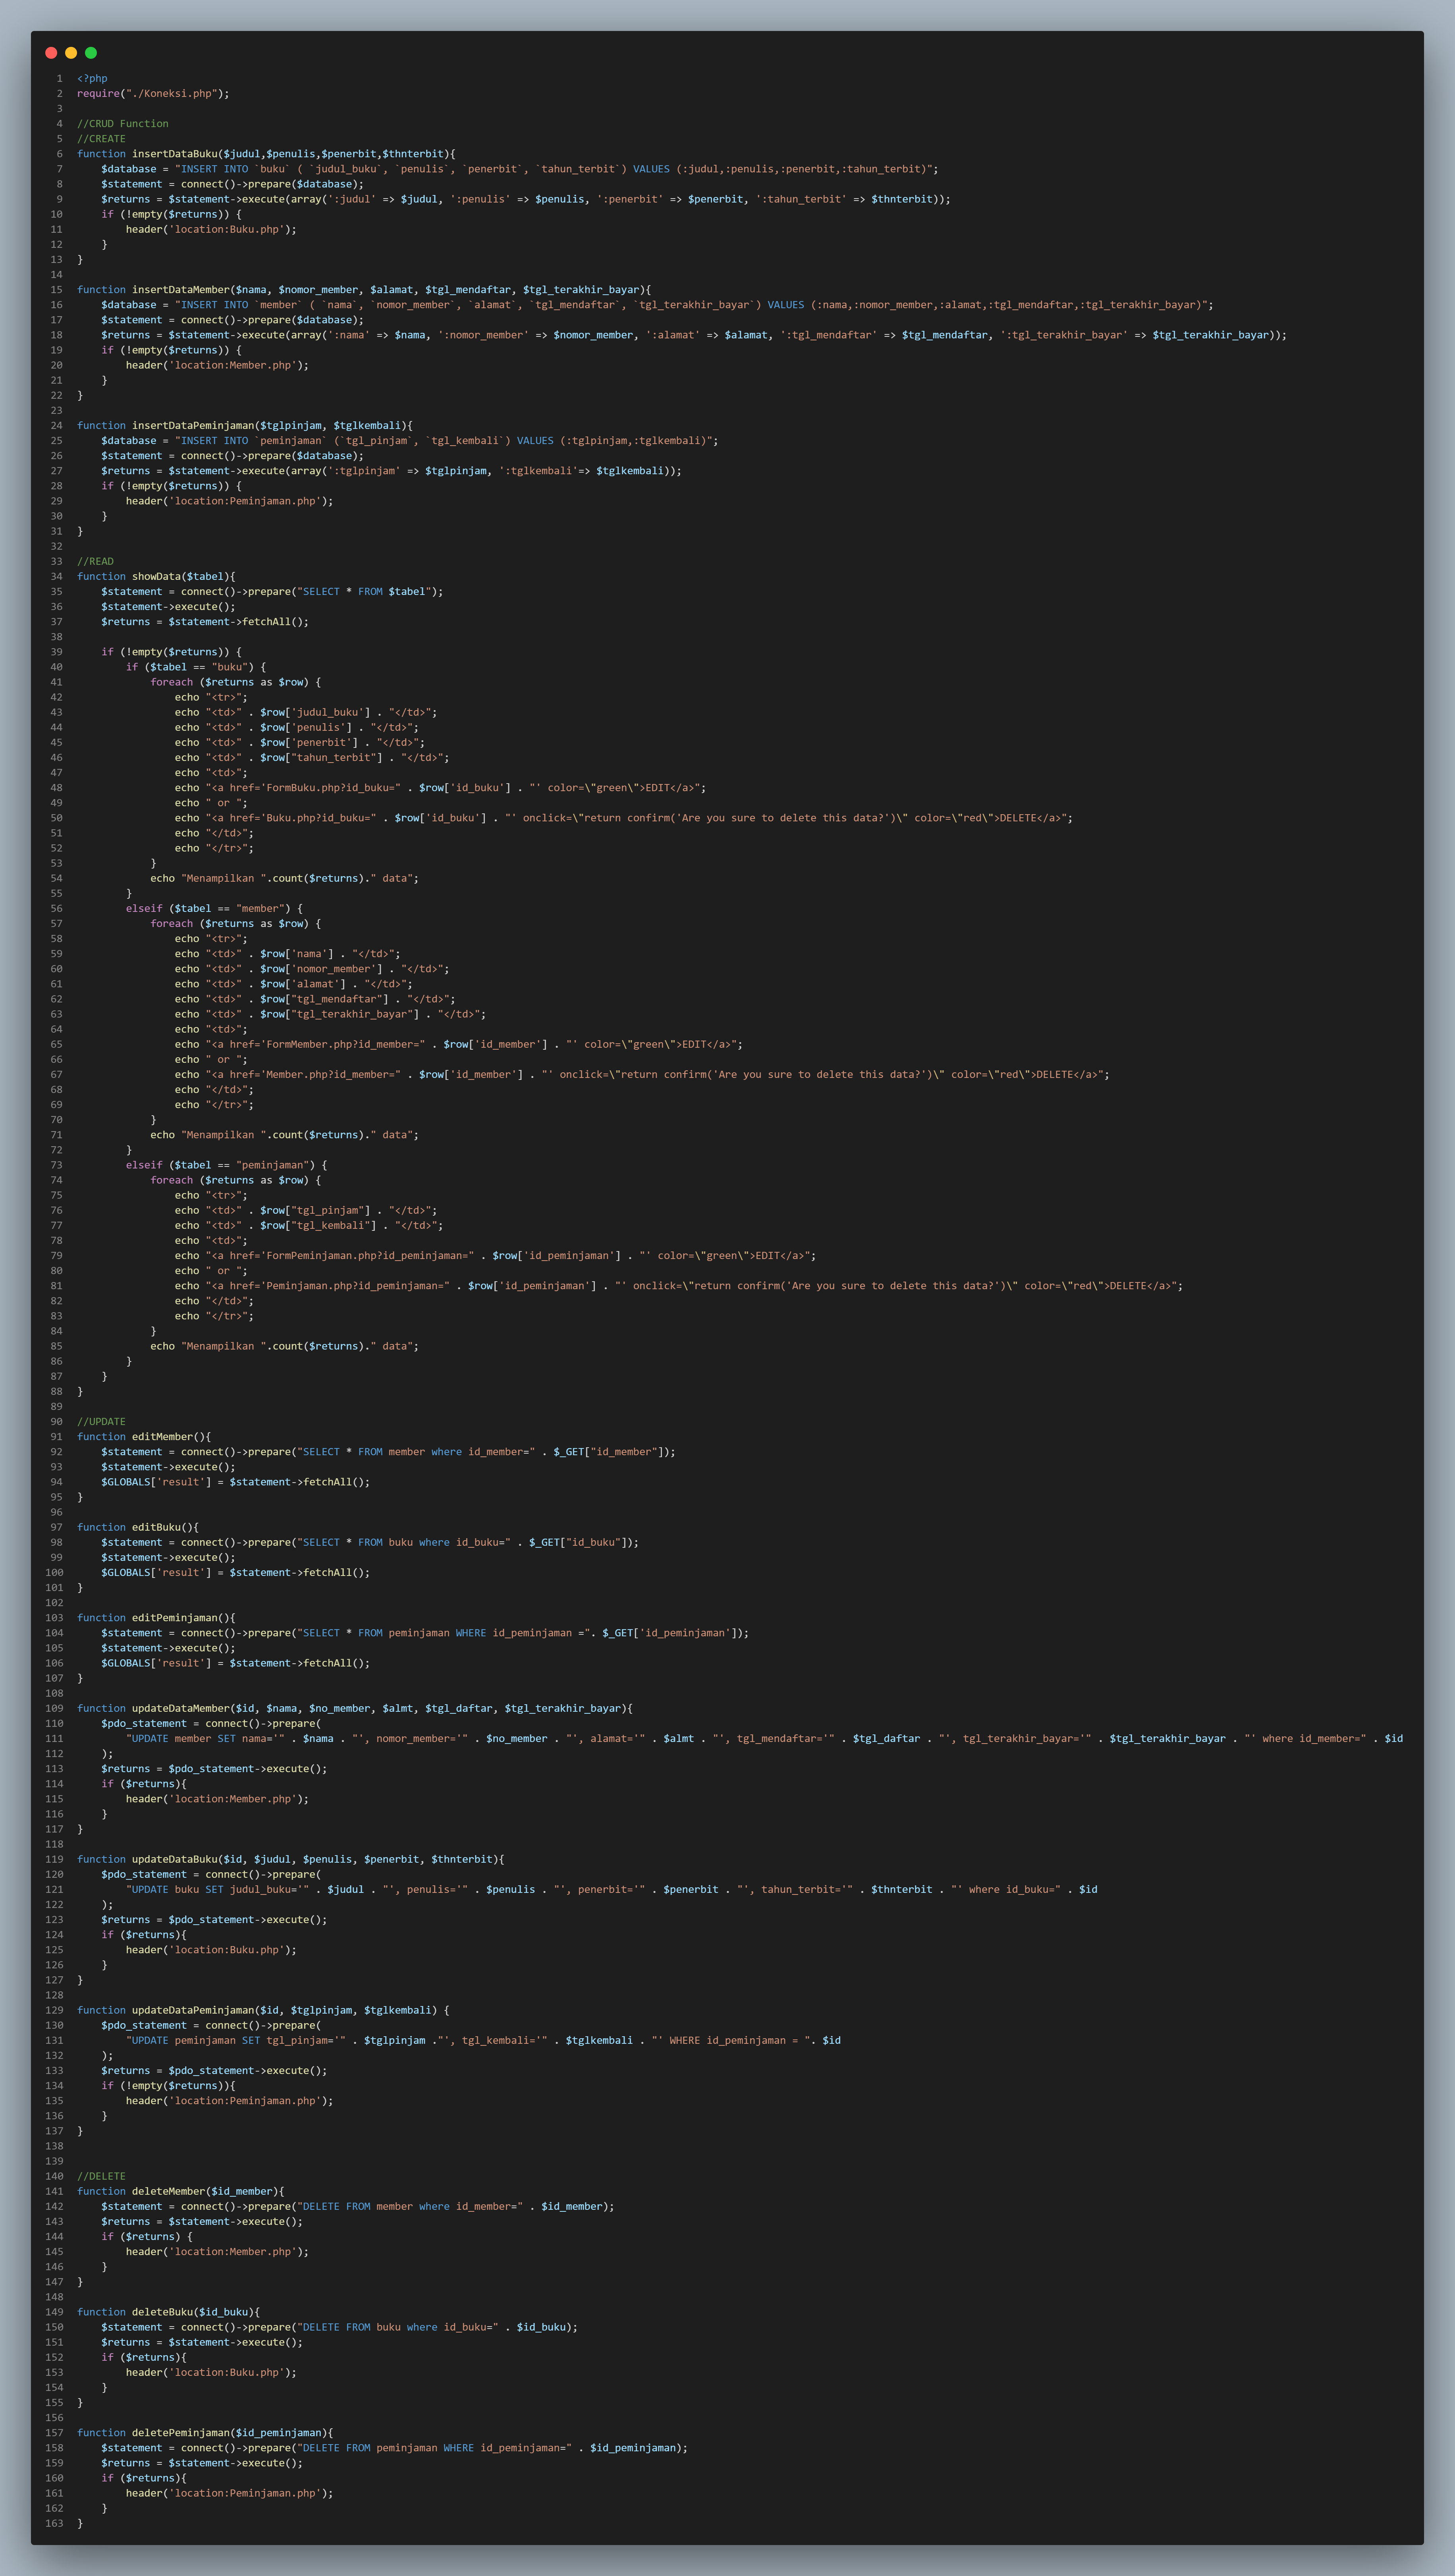 1 <?php
2 require("./Koneksi.php");
3
4 //CRUD Function
5 //CREATE
6 function insertDataBuku($judul,$penulis,$penerbit,$thnterbit){
7     $database = "INSERT INTO `buku` ( `judul_buku`, `penulis`, `penerbit`, `tahun_terbit`) VALUES (:judul,:penulis,:penerbit,:tahun_terbit)";
8     $statement = connect()->prepare($database);
9     $returns = $statement->execute(array(':judul' => $judul, ':penulis' => $penulis, ':penerbit' => $penerbit, ':tahun_terbit' => $thnterbit));
10     if (!empty($returns)) {
11         header('location:Buku.php');
12     }
13 }
14
15 function insertDataMember($nama, $nomor_member, $alamat, $tgl_mendaftar, $tgl_terakhir_bayar){
16     $database = "INSERT INTO `member` ( `nama`, `nomor_member`, `alamat`, `tgl_mendaftar`, `tgl_terakhir_bayar`) VALUES (:nama,:nomor_member,:alamat,:tgl_mendaftar,:tgl_terakhir_bayar)";
17     $statement = connect()->prepare($database);
18     $returns = $statement->execute(array(':nama' => $nama, ':nomor_member' => $nomor_member, ':alamat' => $alamat, ':tgl_mendaftar' => $tgl_mendaftar, ':tgl_terakhir_bayar' => $tgl_terakhir_bayar));
19     if (!empty($returns)) {
20         header('location:Member.php');
21     }
22 }
23
24 function insertDataPeminjaman($tglpinjam, $tglkembali){
25     $database = "INSERT INTO `peminjaman` (`tgl_pinjam`, `tgl_kembali`) VALUES (:tglpinjam,:tglkembali)";
26     $statement = connect()->prepare($database);
27     $returns = $statement->execute(array(':tglpinjam' => $tglpinjam, ':tglkembali'=> $tglkembali));
28     if (!empty($returns)) {
29         header('location:Peminjaman.php');
30     }
31 }
32
33 //READ
34 function showData($tabel){
35     $statement = connect()->prepare("SELECT * FROM $tabel");
36     $statement->execute();
37     $returns = $statement->fetchAll();
38
39     if (!empty($returns)) {
40         if ($tabel == "buku") {
41             foreach ($returns as $row) {
42                 echo "<tr>";
43                 echo "<td>" . $row['judul_buku'] . "</td>";
44                 echo "<td>" . $row['penulis'] . "</td>";
45                 echo "<td>" . $row['penerbit'] . "</td>";
46                 echo "<td>" . $row["tahun_terbit"] . "</td>";
47                 echo "<td>";
48                 echo "<a href='FormBuku.php?id_buku=" . $row['id_buku'] . "' color=\"green\">EDIT</a>";
49                 echo " or ";
50                 echo "<a href='Buku.php?id_buku=" . $row['id_buku'] . "' onclick=\"return confirm('Are you sure to delete this data?')\" color=\"red\">DELETE</a>";
51                 echo "</td>";
52                 echo "</tr>";
53             }
54             echo "Menampilkan ".count($returns)." data";
55         }
56         elseif ($tabel == "member") {
57             foreach ($returns as $row) {
58                 echo "<tr>";
59                 echo "<td>" . $row['nama'] . "</td>";
60                 echo "<td>" . $row['nomor_member'] . "</td>";
61                 echo "<td>" . $row['alamat'] . "</td>";
62                 echo "<td>" . $row["tgl_mendaftar"] . "</td>";
63                 echo "<td>" . $row["tgl_terakhir_bayar"] . "</td>";
64                 echo "<td>";
65                 echo "<a href='FormMember.php?id_member=" . $row['id_member'] . "' color=\"green\">EDIT</a>";
66                 echo " or ";
67                 echo "<a href='Member.php?id_member=" . $row['id_member'] . "' onclick=\"return confirm('Are you sure to delete this data?')\" color=\"red\">DELETE</a>";
68                 echo "</td>";
69                 echo "</tr>";
70             }
71             echo "Menampilkan ".count($returns)." data";
72         }
73         elseif ($tabel == "peminjaman") {
74             foreach ($returns as $row) {
75                 echo "<tr>";
76                 echo "<td>" . $row["tgl_pinjam"] . "</td>";
77                 echo "<td>" . $row["tgl_kembali"] . "</td>";
78                 echo "<td>";
79                 echo "<a href='FormPeminjaman.php?id_peminjaman=" . $row['id_peminjaman'] . "' color=\"green\">EDIT</a>";
80                 echo " or ";
81                 echo "<a href='Peminjaman.php?id_peminjaman=" . $row['id_peminjaman'] . "' onclick=\"return confirm('Are you sure to delete this data?')\" color=\"red\">DELETE</a>";
82                 echo "</td>";
83                 echo "</tr>";
84             }
85             echo "Menampilkan ".count($returns)." data";
86         }
87     }
88 }
89
90 //UPDATE
91 function editMember(){
92     $statement = connect()->prepare("SELECT * FROM member where id_member=" . $_GET["id_member"]);
93     $statement->execute();
94     $GLOBALS['result'] = $statement->fetchAll();
95 }
96
97 function editBuku(){
98     $statement = connect()->prepare("SELECT * FROM buku where id_buku=" . $_GET["id_buku"]);
99     $statement->execute();
100     $GLOBALS['result'] = $statement->fetchAll();
101 }
102
103 function editPeminjaman(){
104     $statement = connect()->prepare("SELECT * FROM peminjaman WHERE id_peminjaman =". $_GET['id_peminjaman']);
105     $statement->execute();
106     $GLOBALS['result'] = $statement->fetchAll();
107 }
108
109 function updateDataMember($id, $nama, $no_member, $almt, $tgl_daftar, $tgl_terakhir_bayar){
110     $pdo_statement = connect()->prepare(
111         "UPDATE member SET nama='" . $nama . "', nomor_member='" . $no_member . "', alamat='" . $almt . "', tgl_mendaftar='" . $tgl_daftar . "', tgl_terakhir_bayar='" . $tgl_terakhir_bayar . "' where id_member=" . $id
112     );
113     $returns = $pdo_statement->execute();
114     if ($returns){
115         header('location:Member.php');
116     }
117 }
118
119 function updateDataBuku($id, $judul, $penulis, $penerbit, $thnterbit){
120     $pdo_statement = connect()->prepare(
121         "UPDATE buku SET judul_buku='" . $judul . "', penulis='" . $penulis . "', penerbit='" . $penerbit . "', tahun_terbit='" . $thnterbit . "' where id_buku=" . $id
122     );
123     $returns = $pdo_statement->execute();
124     if ($returns){
125         header('location:Buku.php');
126     }
127 }
128
129 function updateDataPeminjaman($id, $tglpinjam, $tglkembali) {
130     $pdo_statement = connect()->prepare(
131         "UPDATE peminjaman SET tgl_pinjam='" . $tglpinjam ."', tgl_kembali='" . $tglkembali . "' WHERE id_peminjaman = ". $id
132     );
133     $returns = $pdo_statement->execute();
134     if (!empty($returns)){
135         header('location:Peminjaman.php');
136     }
137 }
138
139
140 //DELETE
141 function deleteMember($id_member){
142     $statement = connect()->prepare("DELETE FROM member where id_member=" . $id_member);
143     $returns = $statement->execute();
144     if ($returns) {
145         header('location:Member.php');
146     }
147 }
148
149 function deleteBuku($id_buku){
150     $statement = connect()->prepare("DELETE FROM buku where id_buku=" . $id_buku);
151     $returns = $statement->execute();
152     if ($returns){
153         header('location:Buku.php');
154     }
155 }
156
157 function deletePeminjaman($id_peminjaman){
158     $statement = connect()->prepare("DELETE FROM peminjaman WHERE id_peminjaman=" . $id_peminjaman);
159     $returns = $statement->execute();
160     if ($returns){
161         header('location:Peminjaman.php');
162     }
163 }